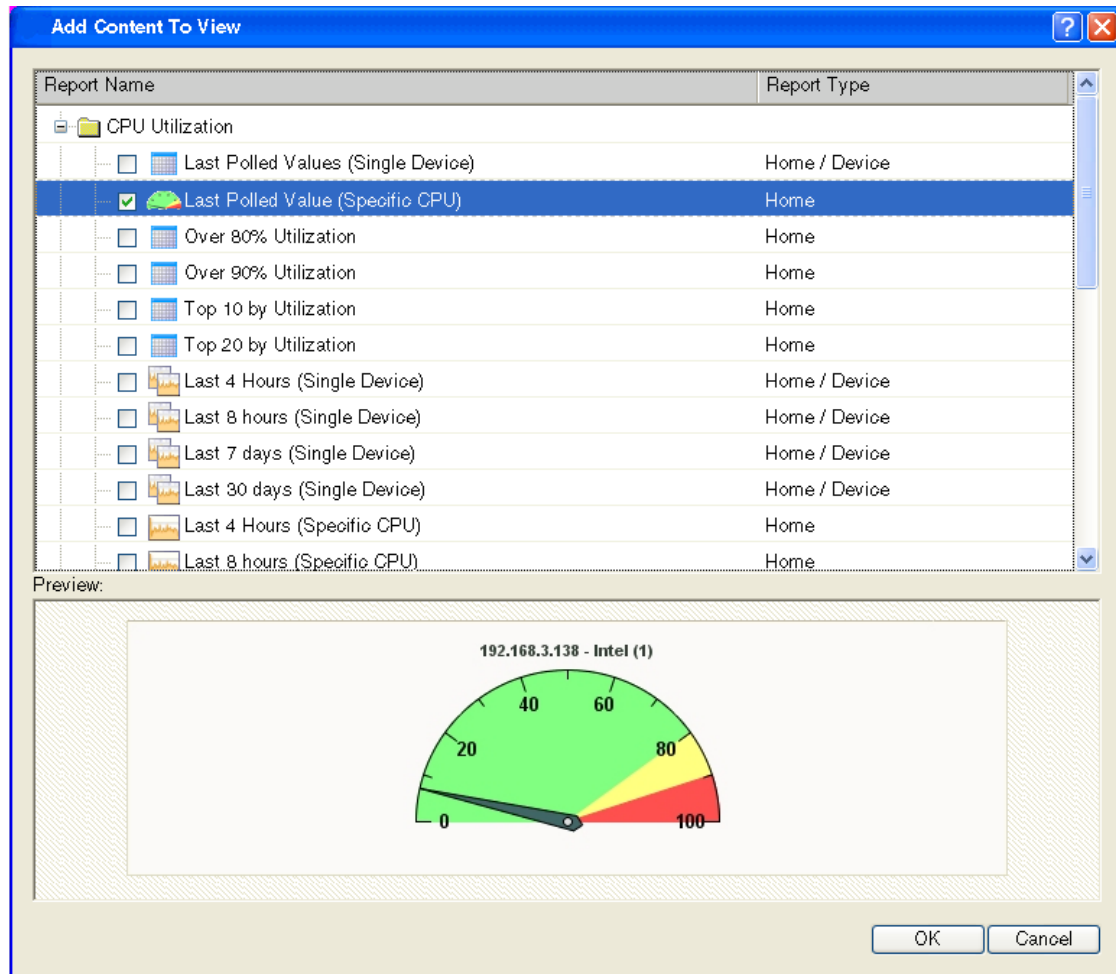 Add Content To View
Report Name Report Type
CPU Utilization
Last Polled Values (Single Device) Home / Device
Last Polled Value (Specific CPU) Home
Over 80% Utilization Home
Over 90% Utilization Home
Top 10 by Utilization Home
Top 20 by Utilization Home
Last 4 Hours (Single Device) Home / Device
Last 8 hours (Single Device) Home / Device
Last 7 days (Single Device) Home / Device
Last 30 days (Single Device) Home / Device
Last 4 Hours (Specific CPU) Home
Last 8 hours (Specific CPU) Home
Preview:
192.168.3.138 - Intel (1)
40 60
20 80
0 100
OK Cancel